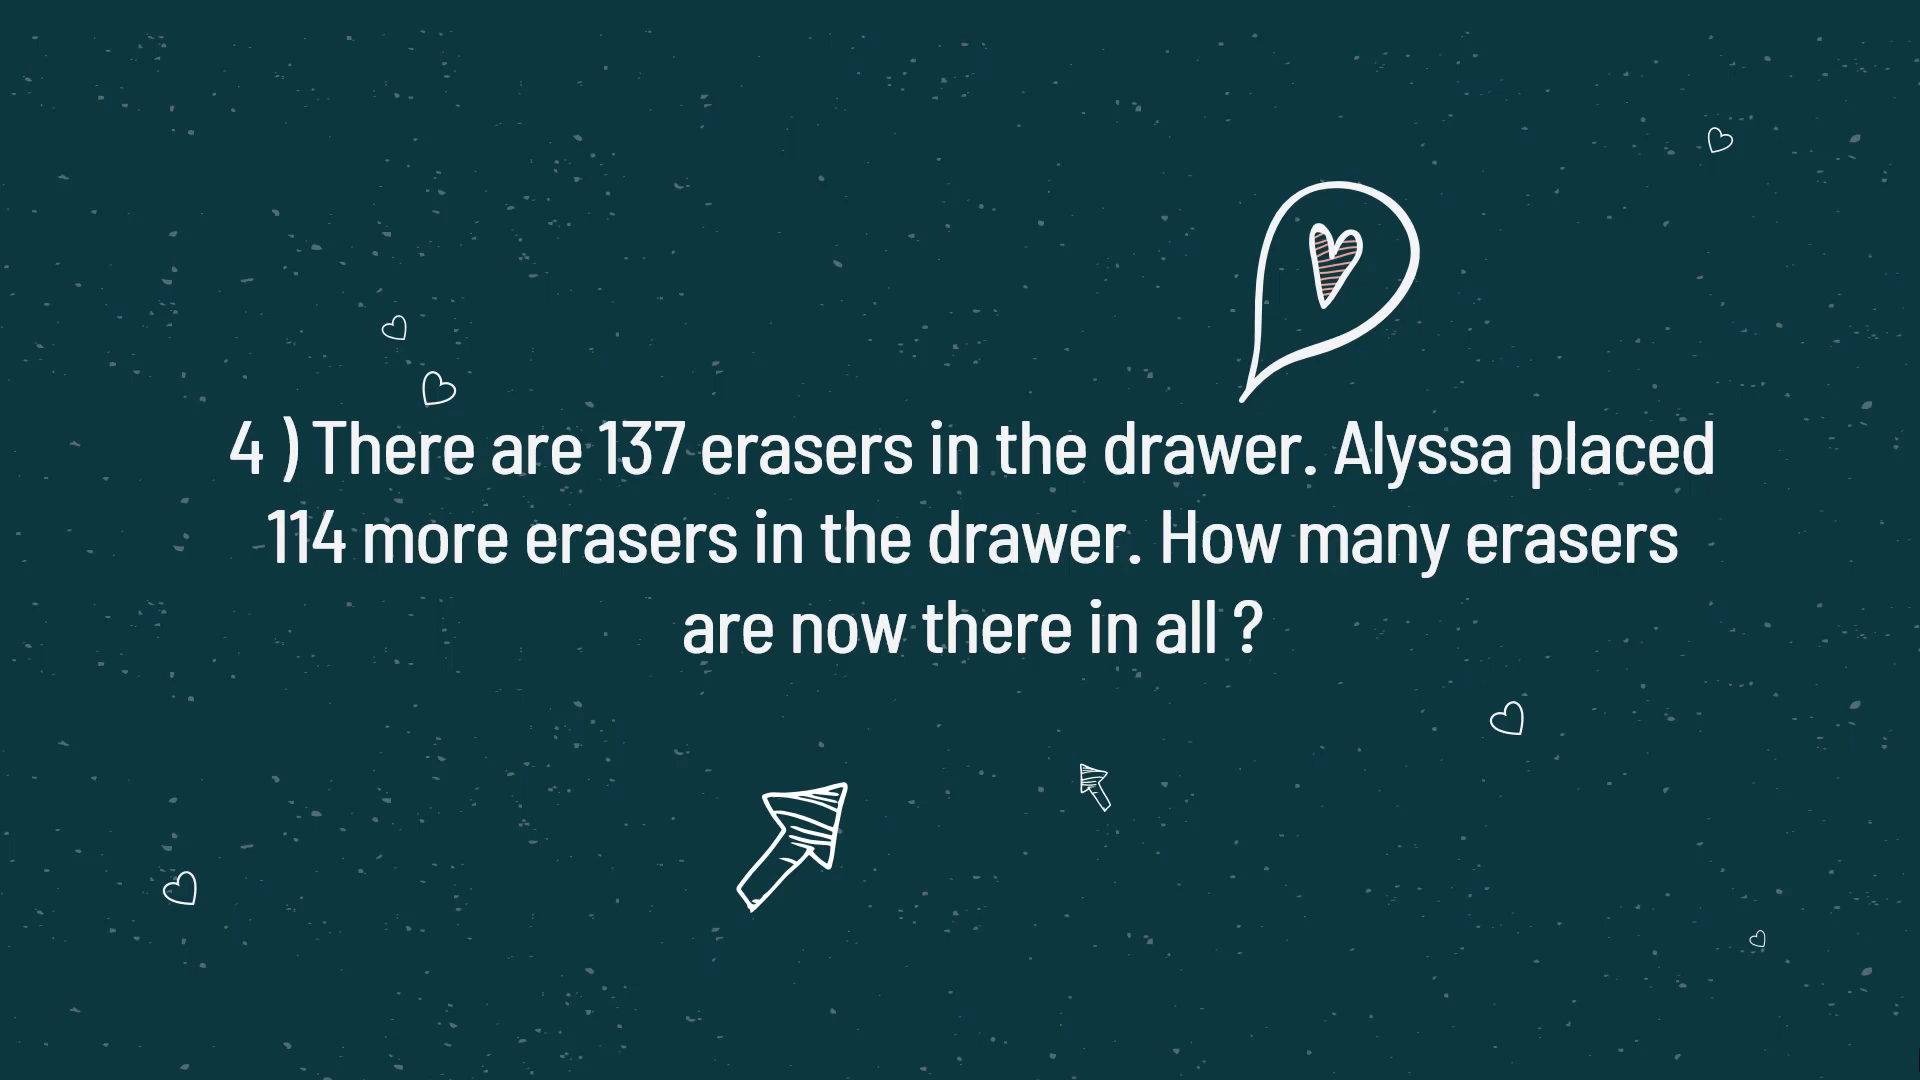 4 ) There are 137 erasers in the drawer. Alyssa placed
114 more erasers in the drawer. How many erasers
are now there in all ?